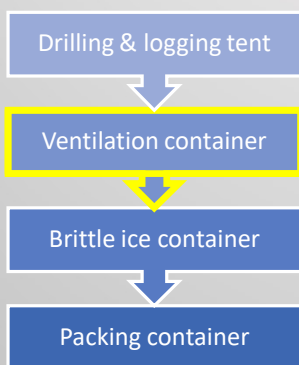 Drilling & logging tent
Ventilation container
Brittle ice container
Packing container